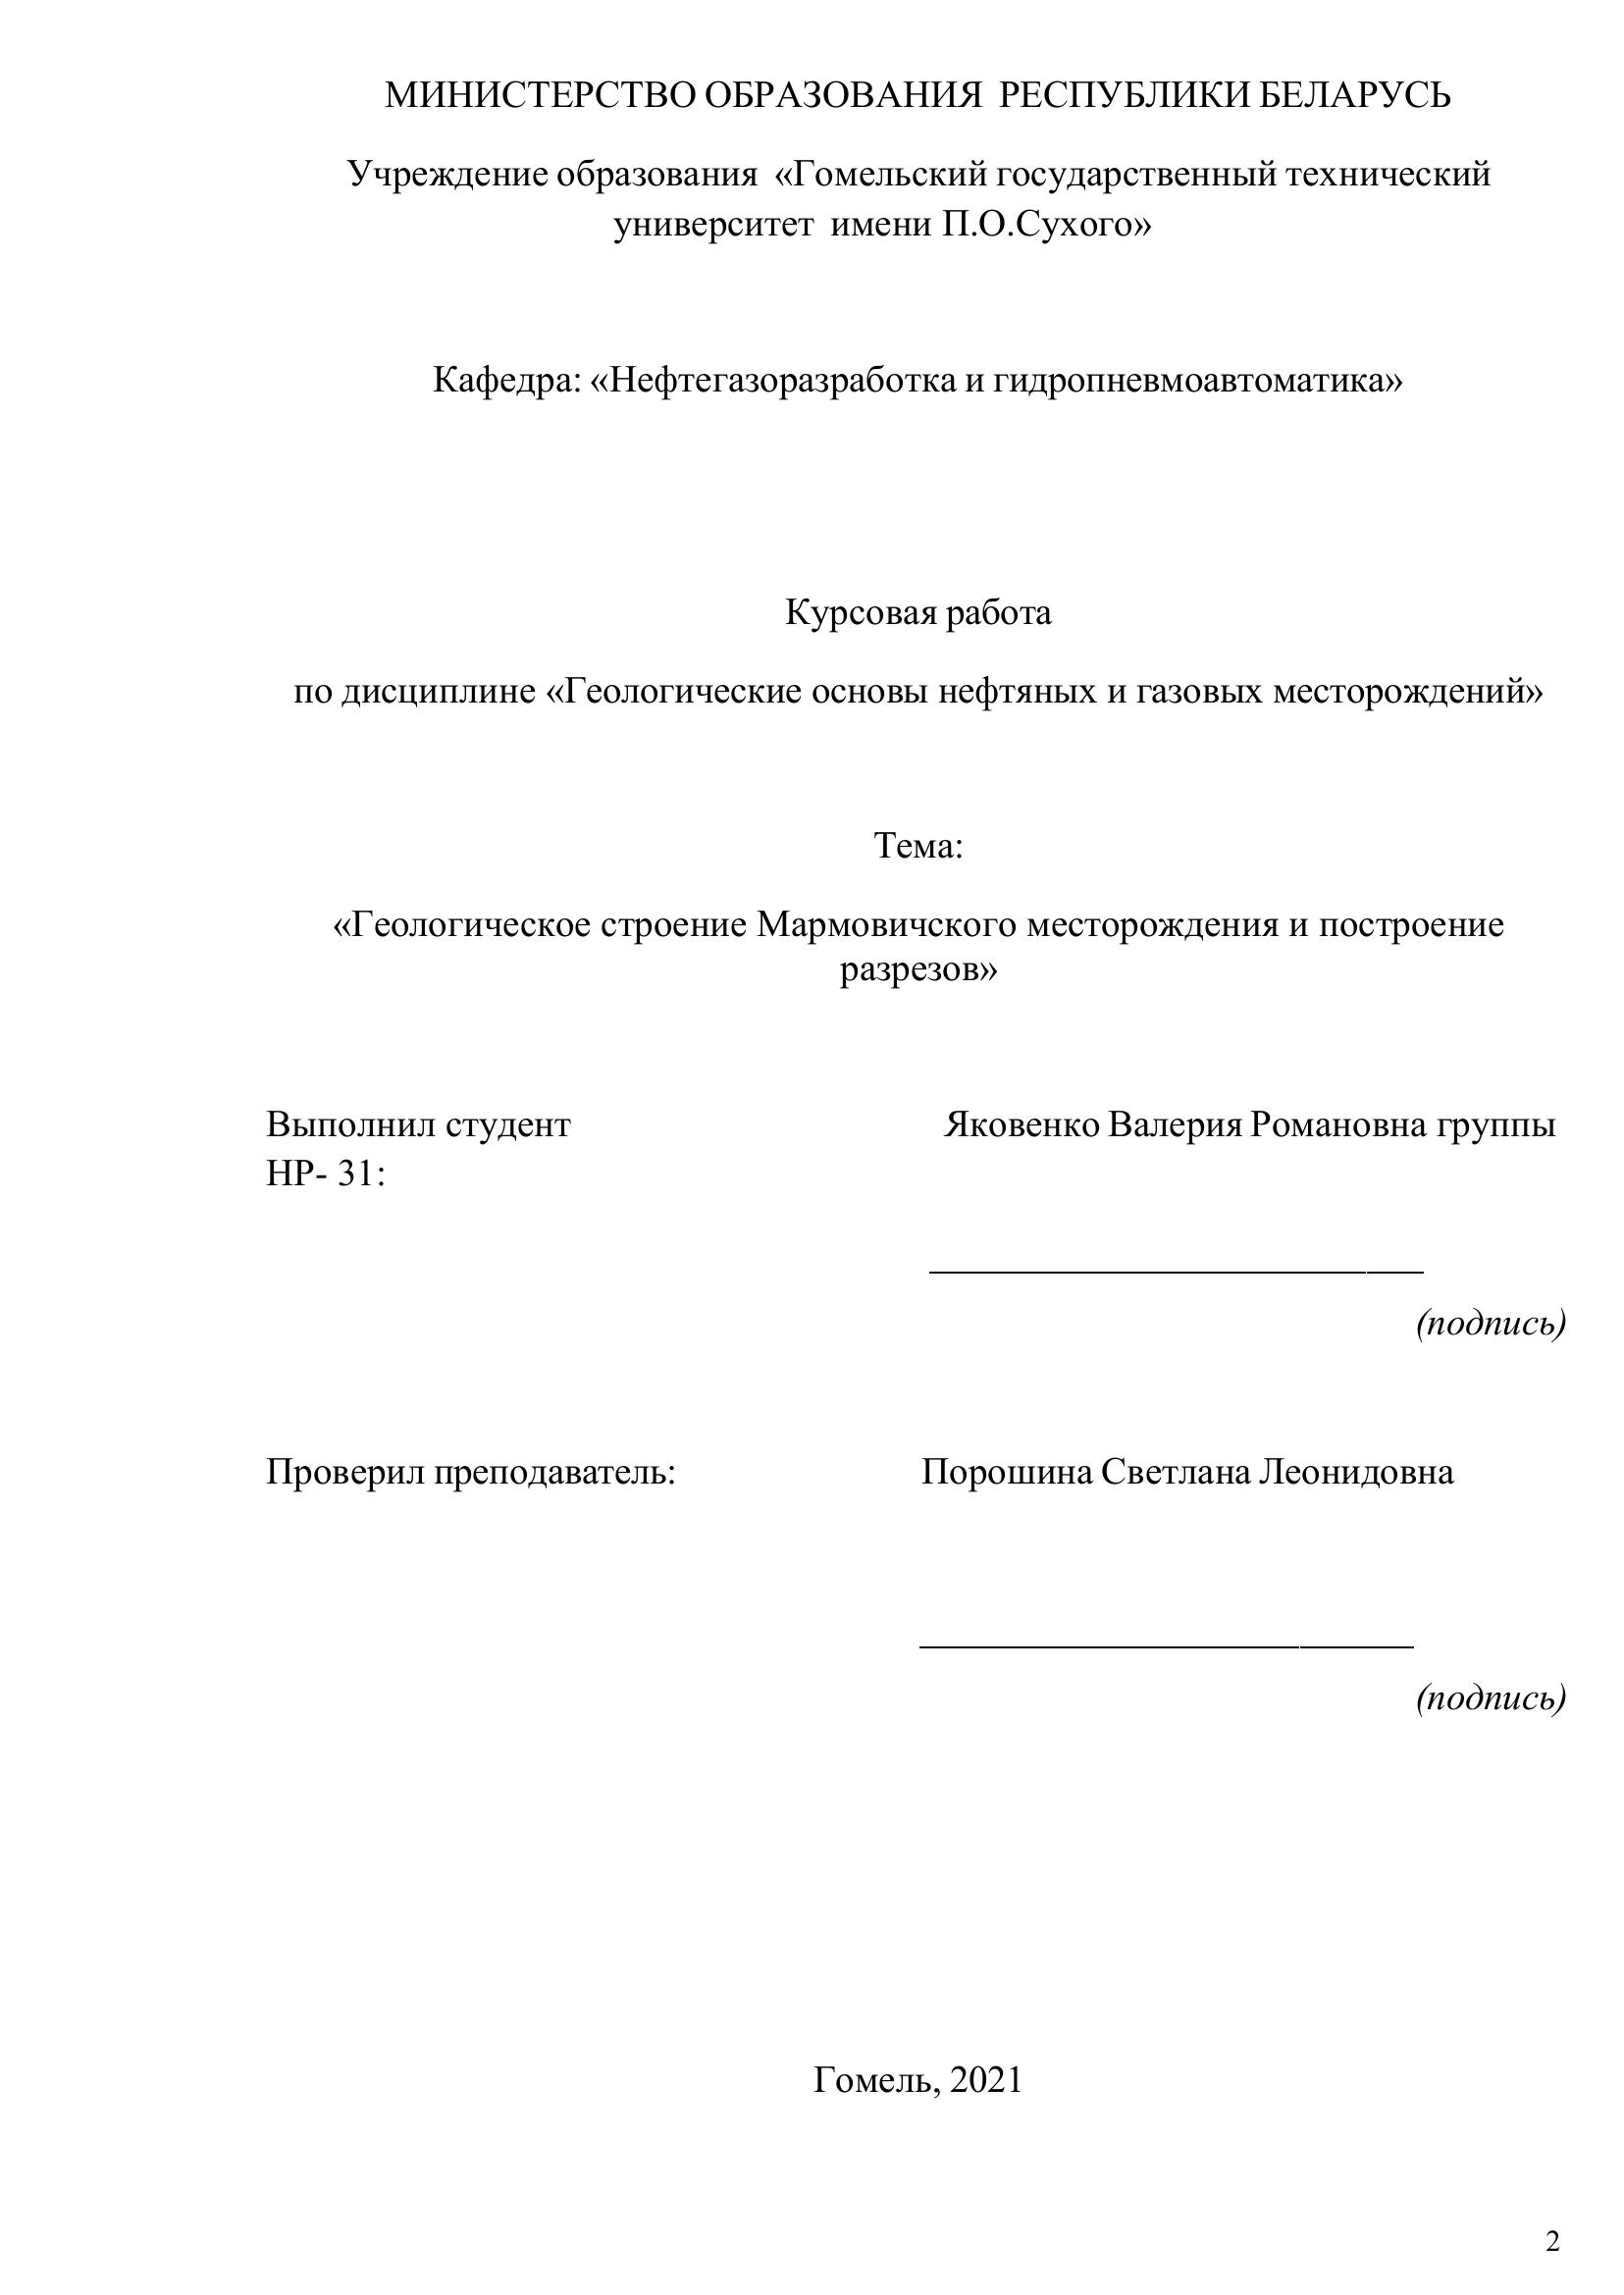 МИНИСТЕРСТВО ОБРАЗОВАНИЯ РЕСПУБЛИКИ БЕЛАРУСЬ
Учреждение образования «Гомельский государственный технический
университет имени П.О.Сухого»
Кафедра: «Нефтегазоразработка и гидропневмоавтоматика»
Курсовая работа
по дисциплине «Геологические основы нефтяных и газовых месторождений»
Тема:
«Геологическое строение Мармовичского месторождения и построение
разрезов»
Выполнил студент Яковенко Валерия Романовна группы
НР- 31:
(подпись)
Проверил преподаватель: Порошина Светлана Леонидовна
(подпись)
Гомель, 2021
2